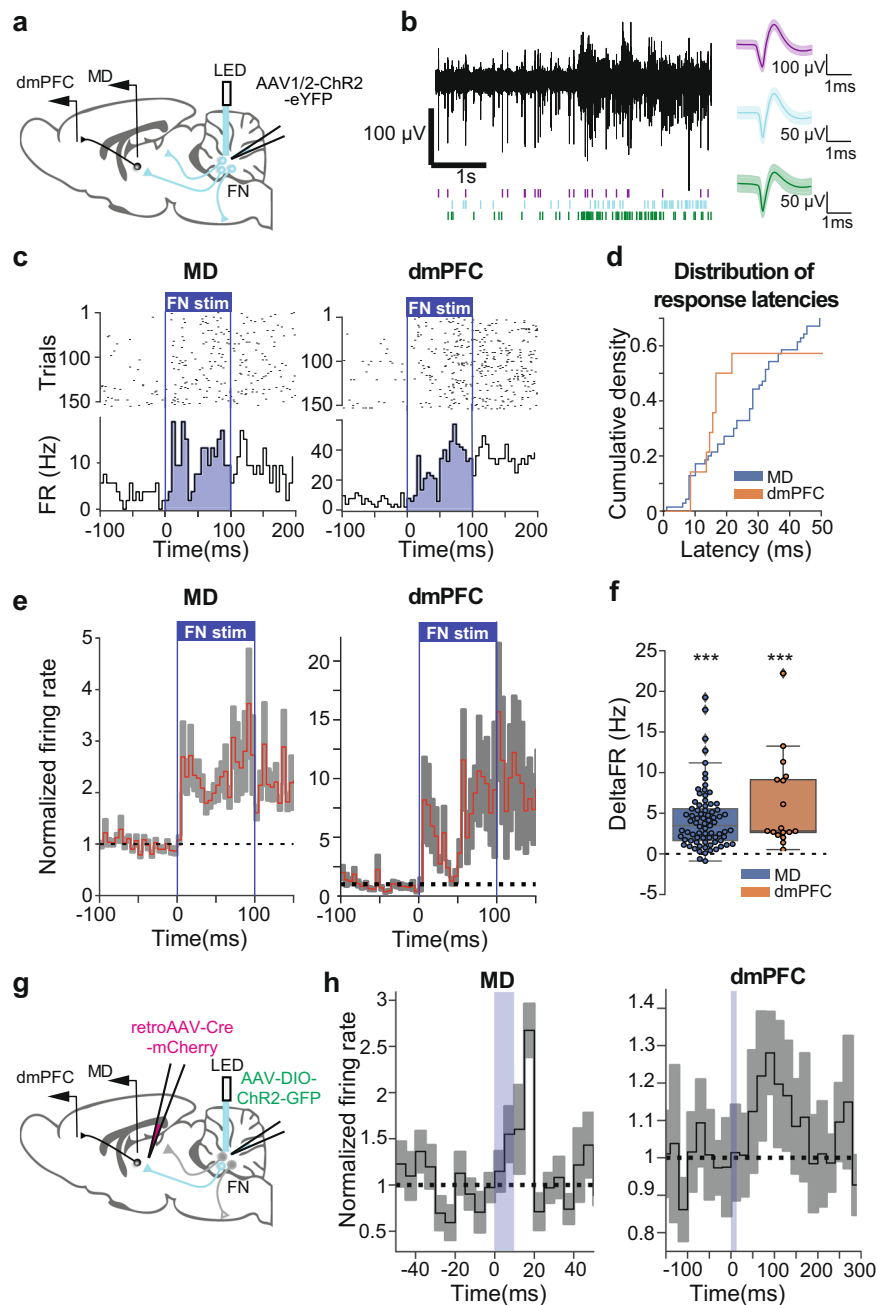 a
dmPFC
MD
LED
AAV1/2-ChR2
-eYFP
FN
b
100 µV
1s
100 µV
1ms
50 µV
1ms
50 µV
1ms
c
MD
FN stim
Trials
1
100
150
FR (Hz)
10
0
-100
0
100
200
Time(ms)
dmPFC
FN stim
1
100
150
40
20
0
-100
0
100
200
Time(ms)
d
Distribution of
response latencies
Cumulative density
0.6
0.4
0.2
0
MD
dmPFC
0 10 20 30 40 50
Latency (ms)
e
MD
FN stim
Normalized firing rate
5
4
3
2
1
0
-100
0
100
Time(ms)
dmPFC
FN stim
20
15
10
5
0
-100
0
100
Time(ms)
f
*** ***
DeltaFR (Hz)
25
20
15
10
5
0
-5
MD
dmPFC
g
retroAAV-Cre
-mCherry
dmPFC
MD
LED
AAV-DIO-
ChR2-GFP
FN
h
MD
Normalized firing rate
3
2.5
2
1.5
1
0.5
-40 -20 0 20 40
Time(ms)
dmPFC
1.4
1.3
1.2
1.1
1
0.9
0.8
-100 0 100 200 300
Time(ms)